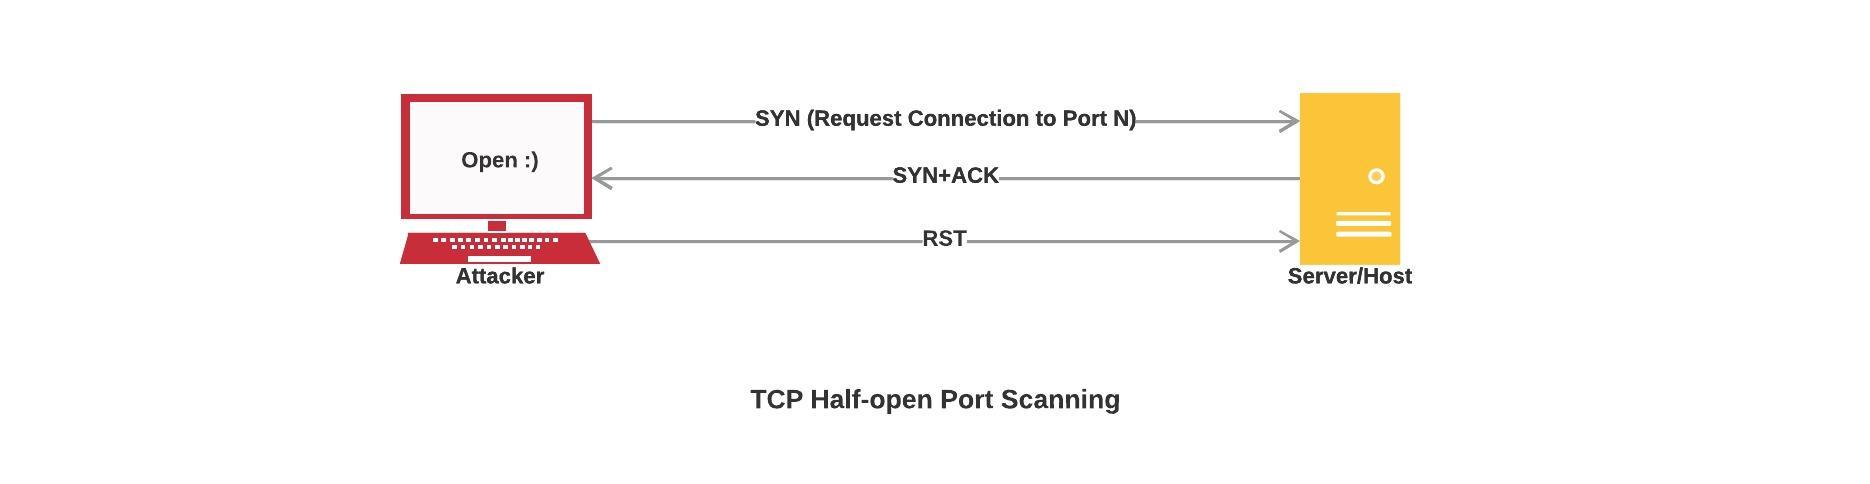 SYN (Request Connection to Port N)
Open :)
SYN+ACK
RST
Attacker
Server/Host
TCP Half-open Port Scanning